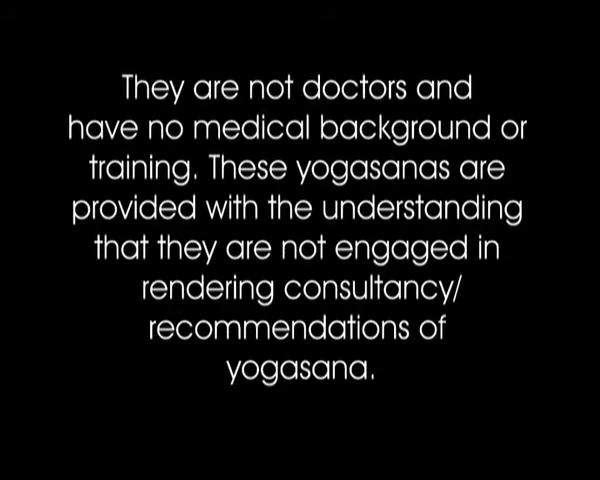 They are not doctors and
have no medical background or
training. These yogasanas are
provided with the understanding
that they are not engaged in
rendering consultancy/
recommendations of
yogasana.